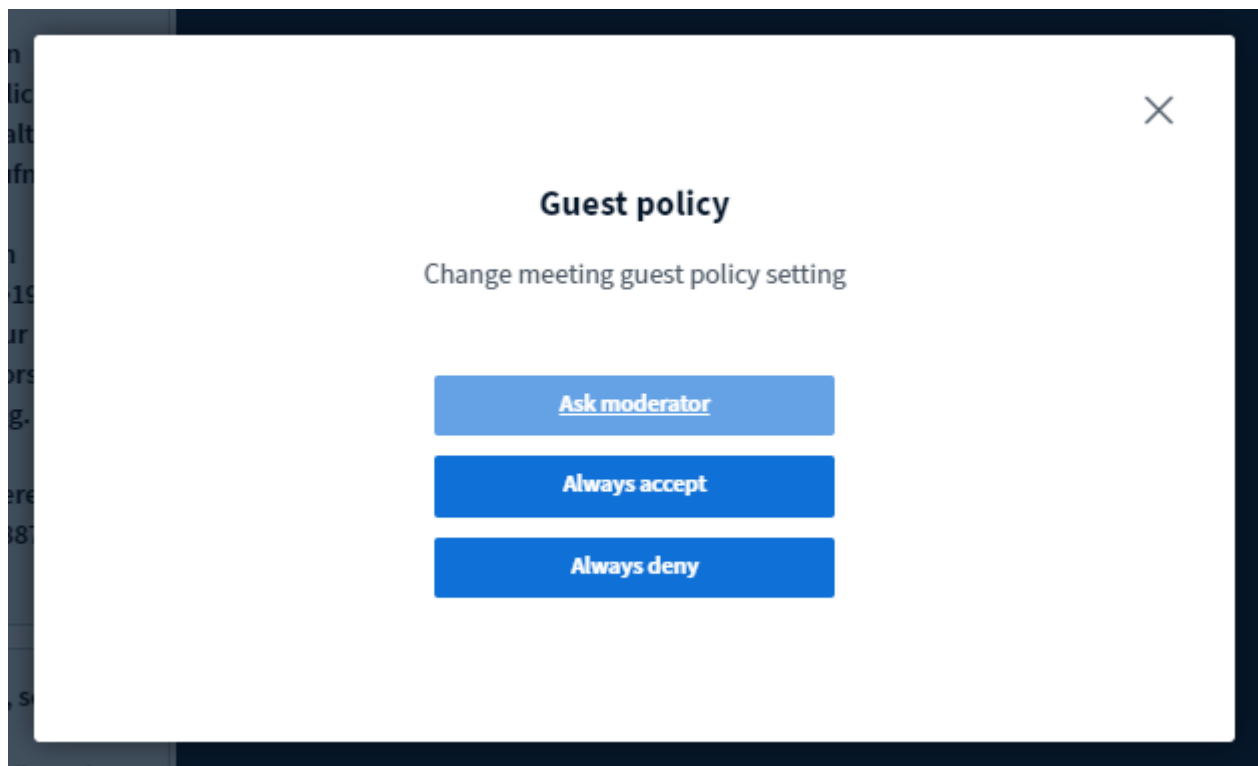 Guest policy
Change meeting guest policy setting
Ask moderator
Always accept
Always deny